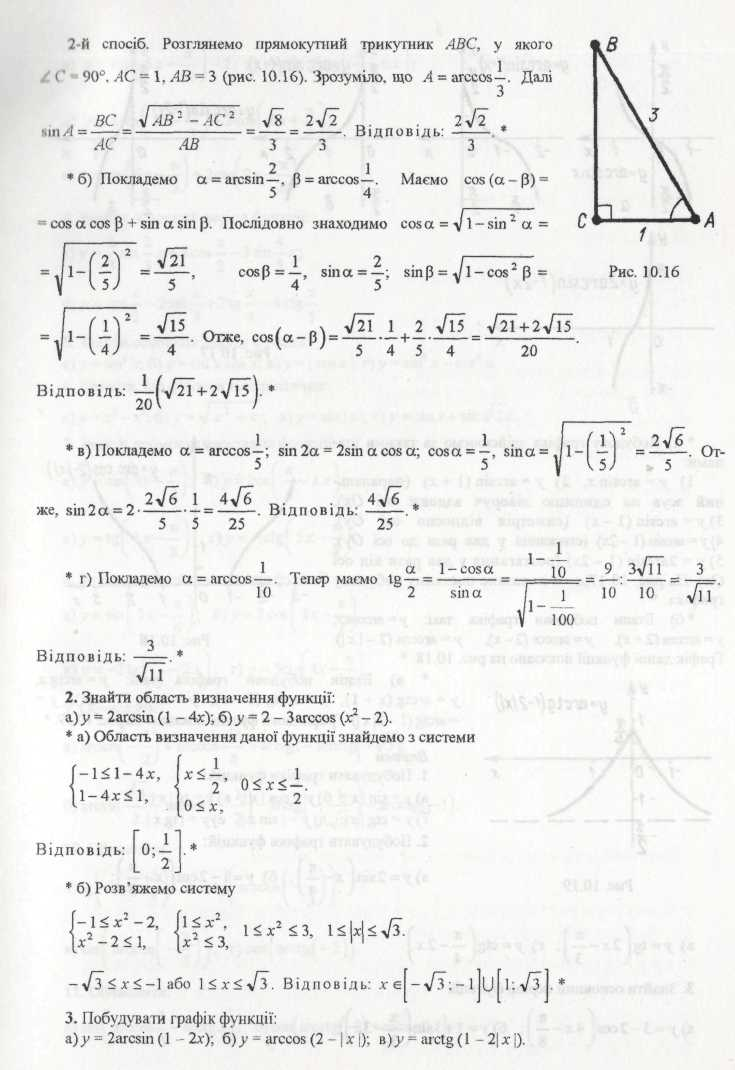 2-й спосіб. Розглянемо прямокутний трикутник ABC, у якого
∠C = 90°, AC = 1, AB = 3 (рис. 10.16). Зрозуміло, що A = arccos 1/3. Далі
sin A = BC/AC = √(AB² − AC²)/AB = √8/3 = 2√2/3. Відповідь: 2√2/3. *
* б) Покладемо α = arcsin 2/5, β = arccos 1/4. Маємо cos (α − β) =
= cos α cos β + sin α sin β. Послідовно знаходимо cos α = √(1 − sin² α) =
= √(1 − (2/5)²) = √21/5, cos β = 1/4, sin α = 2/5; sin β = √(1 − cos² β) =
= √(1 − (1/4)²) = √15/4. Отже, cos(α − β) = √21/5 · 1/4 + 2/5 · √15/4 = (√21 + 2√15)/20.
Відповідь: 1/20 (√21 + 2√15). *
B
3
C
A
1
Рис. 10.16
* в) Покладемо α = arccos 1/5; sin 2α = 2sin α cos α; cos α = 1/5, sin α = √(1 − (1/5)²) = 2√6/5. От-
же, sin 2α = 2 · 2√6/5 · 1/5 = 4√6/25. Відповідь: 4√6/25. *
* г) Покладемо α = arccos 1/10. Тепер маємо tg α/2 = (1 − cos α)/sin α = (1 − 1/10)/√(1 − 1/100) = 9/10 : 3√11/10 = 3/√11.
Відповідь: 3/√11. *
2. Знайти область визначення функції:
а) y = 2arcsin (1 − 4x); б) y = 2 − 3arccos (x² − 2).
* а) Область визначення даної функції знайдемо з системи
{−1 ≤ 1 − 4x, 1 − 4x ≤ 1, {x ≤ 1/2, 0 ≤ x, 0 ≤ x ≤ 1/2.
Відповідь: [0; 1/2]. *
* б) Розв’яжемо систему
{−1 ≤ x² − 2, x² − 2 ≤ 1, {1 ≤ x², x² ≤ 3, 1 ≤ x² ≤ 3, 1 ≤ |x| ≤ √3.
−√3 ≤ x ≤ −1 або 1 ≤ x ≤ √3. Відповідь: x ∈ [−√3; −1] ∪ [1; √3]. *
3. Побудувати графік функції:
а) y = 2arcsin (1 − 2x); б) y = arccos (2 − | x |); в) y = arctg (1 − 2| x |).